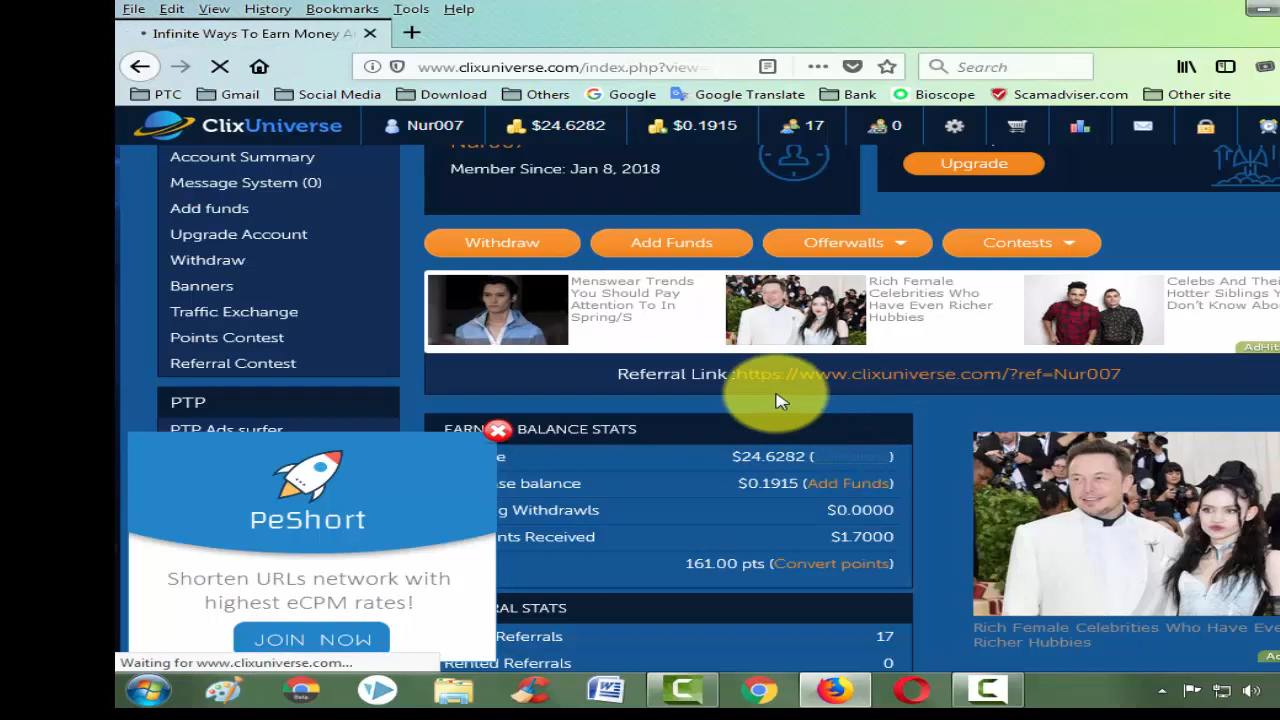 File Edit View History Bookmarks Tools Help
Infinite Ways To Earn Money A
www.clixuniverse.com/index.php?view=
Search
PTC Gmail Social Media Download Others Google Google Translate Bank Bioscope Scamadviser.com Other site
ClixUniverse Nur007 $24.6282 $0.1915 17 0
Nur007
Member Since: Jan 8, 2018
Upgrade
Account Summary
Message System (0)
Add funds
Upgrade Account
Withdraw
Banners
Traffic Exchange
Points Contest
Referral Contest
PTP
PTP Ads surfer
Withdraw Add Funds Offerwalls Contests
Menswear Trends
You Should Pay
Attention To In
Spring/S
Rich Female
Celebrities Who
Have Even Richer
Hubbies
Celebs And Thei
Hotter Siblings Y
Don't Know Abo
AdHit
Referral Link :https://www.clixuniverse.com/?ref=Nur007
EARN BALANCE STATS
e $24.6282 ( )
se balance $0.1915 (Add Funds)
g Withdrawls $0.0000
nts Received $1.7000
161.00 pts (Convert points)
AL STATS
Referrals 17
Rented Referrals 0
PeShort
Shorten URLs network with
highest eCPM rates!
JOIN NOW
Rich Female Celebrities Who Have Eve
Richer Hubbies
Ad
Waiting for www.clixuniverse.com...
Beta